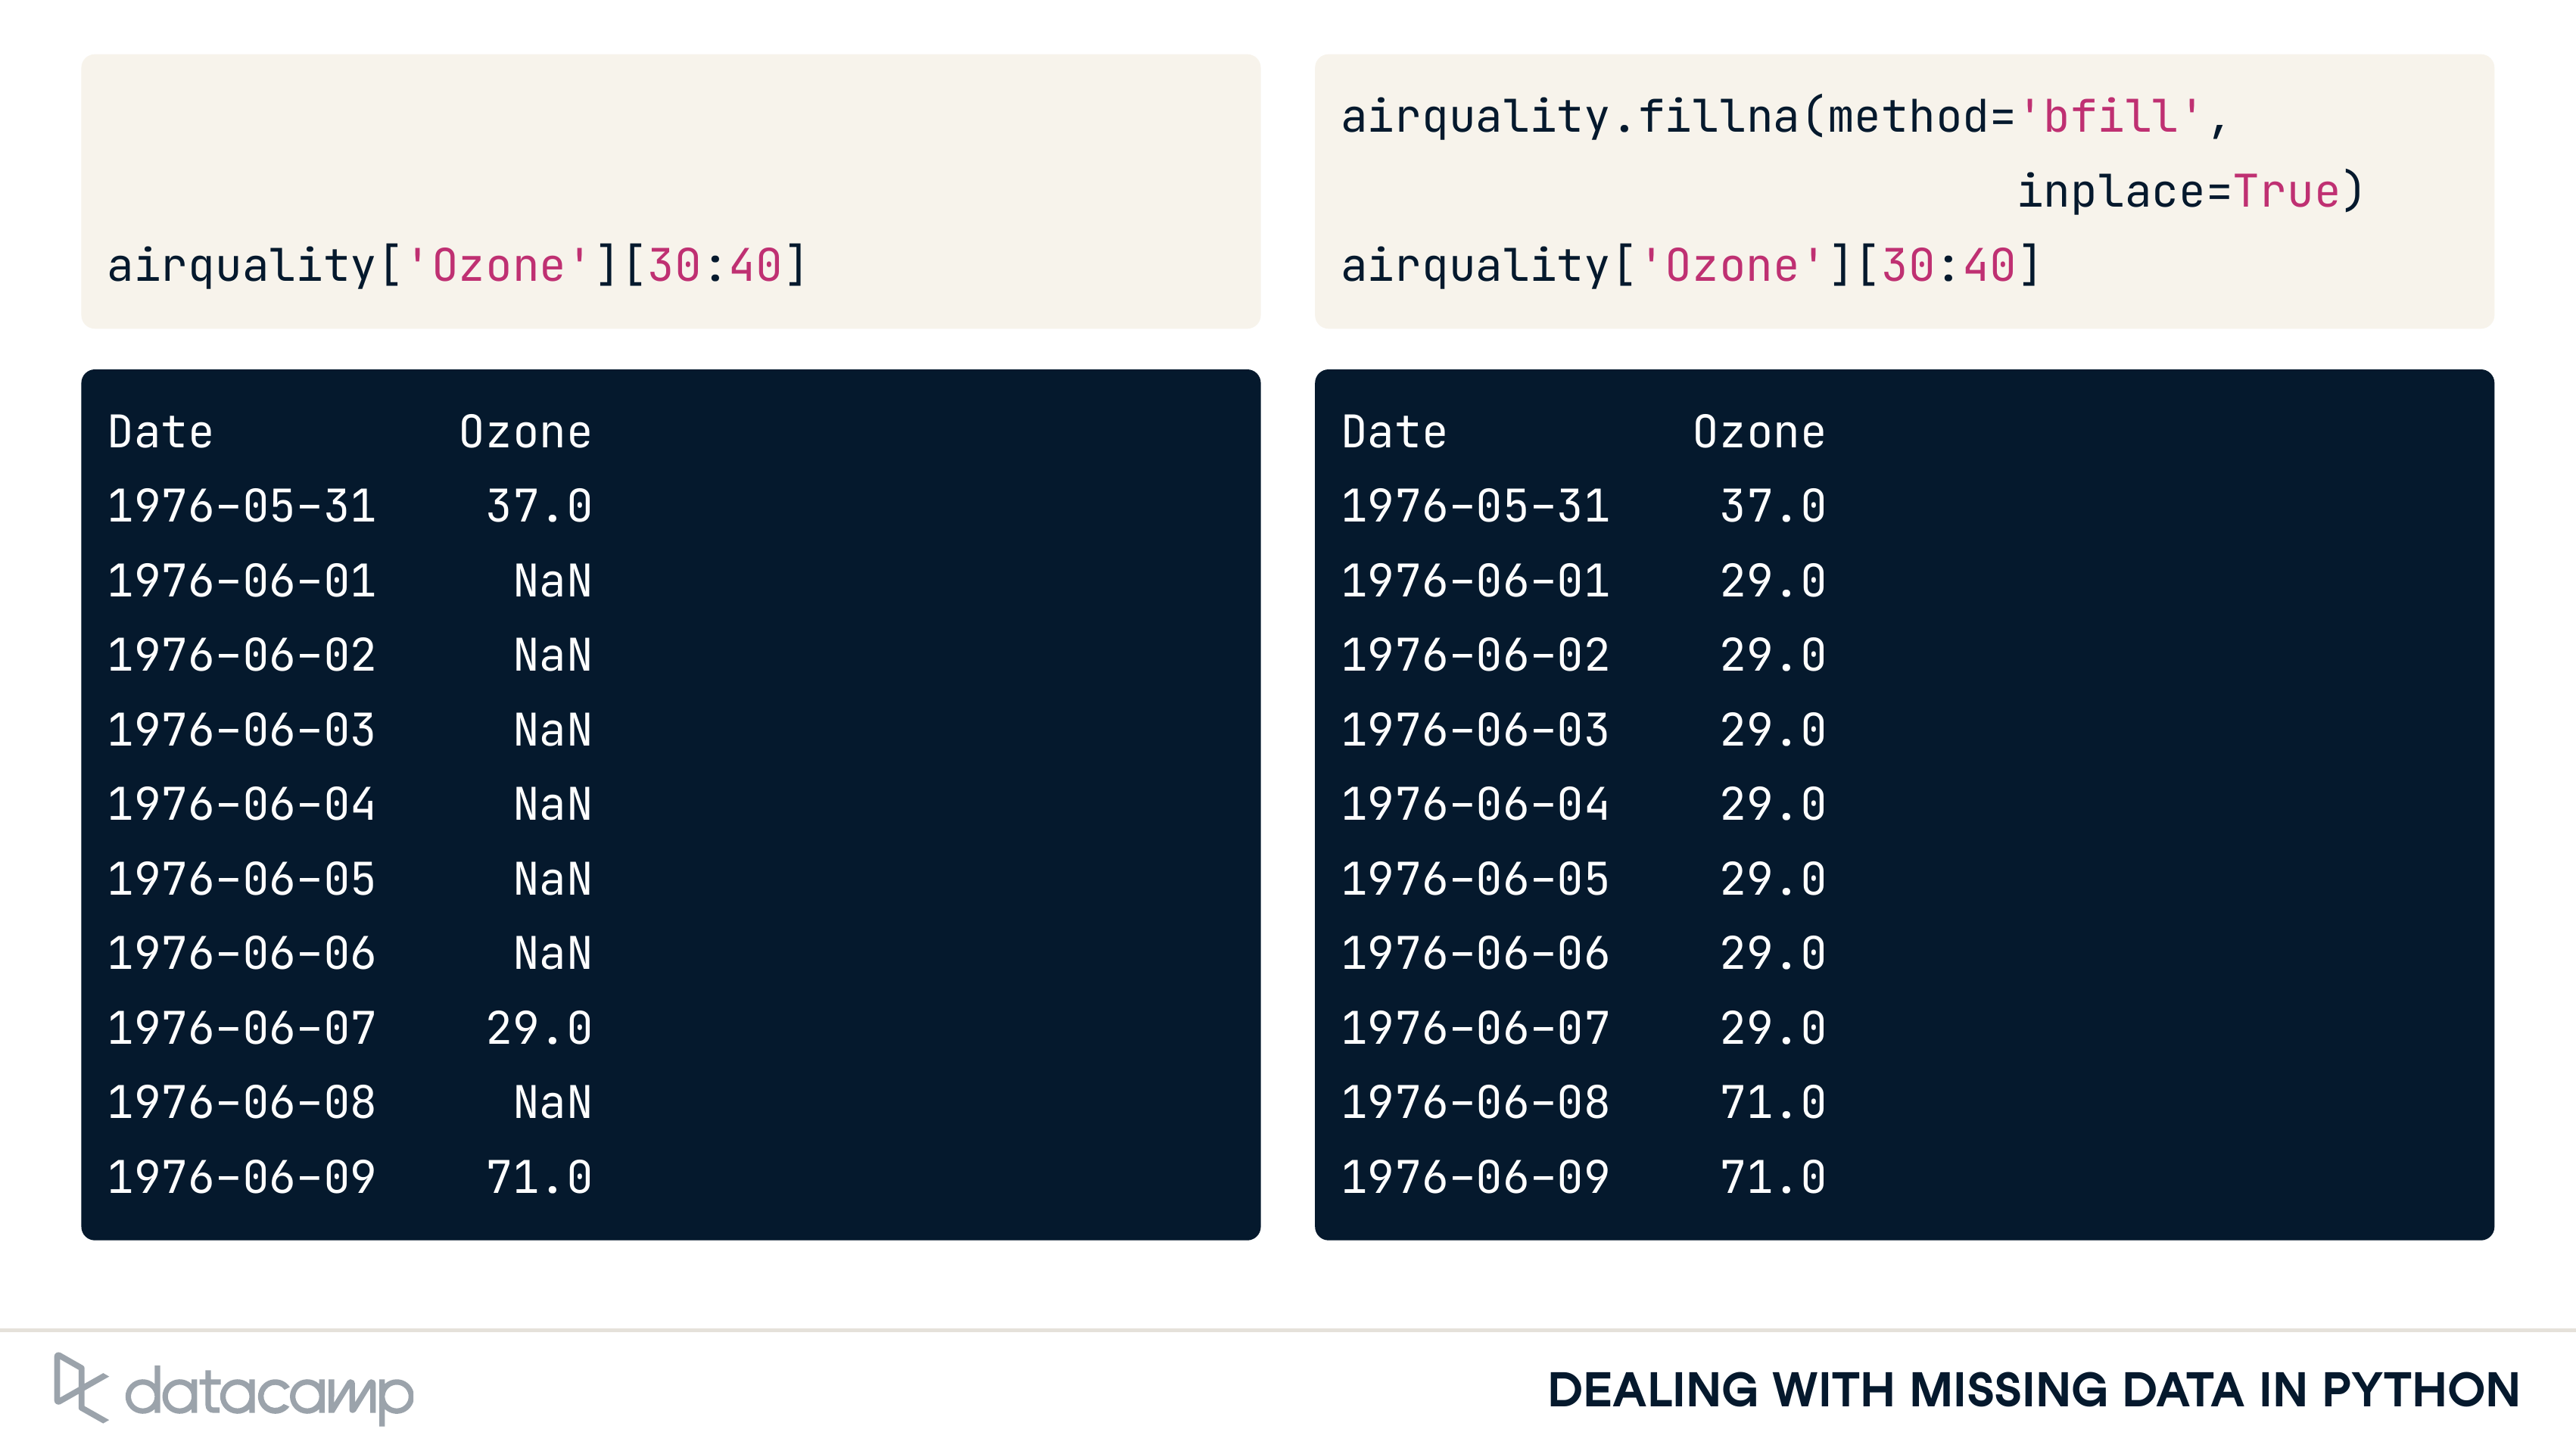 airquality['Ozone'][30:40]
Date Ozone
1976-05-31 37.0
1976-06-01 NaN
1976-06-02 NaN
1976-06-03 NaN
1976-06-04 NaN
1976-06-05 NaN
1976-06-06 NaN
1976-06-07 29.0
1976-06-08 NaN
1976-06-09 71.0
airquality.fillna(method='bfill',
inplace=True)
airquality['Ozone'][30:40]
Date Ozone
1976-05-31 37.0
1976-06-01 29.0
1976-06-02 29.0
1976-06-03 29.0
1976-06-04 29.0
1976-06-05 29.0
1976-06-06 29.0
1976-06-07 29.0
1976-06-08 71.0
1976-06-09 71.0
datacamp
DEALING WITH MISSING DATA IN PYTHON